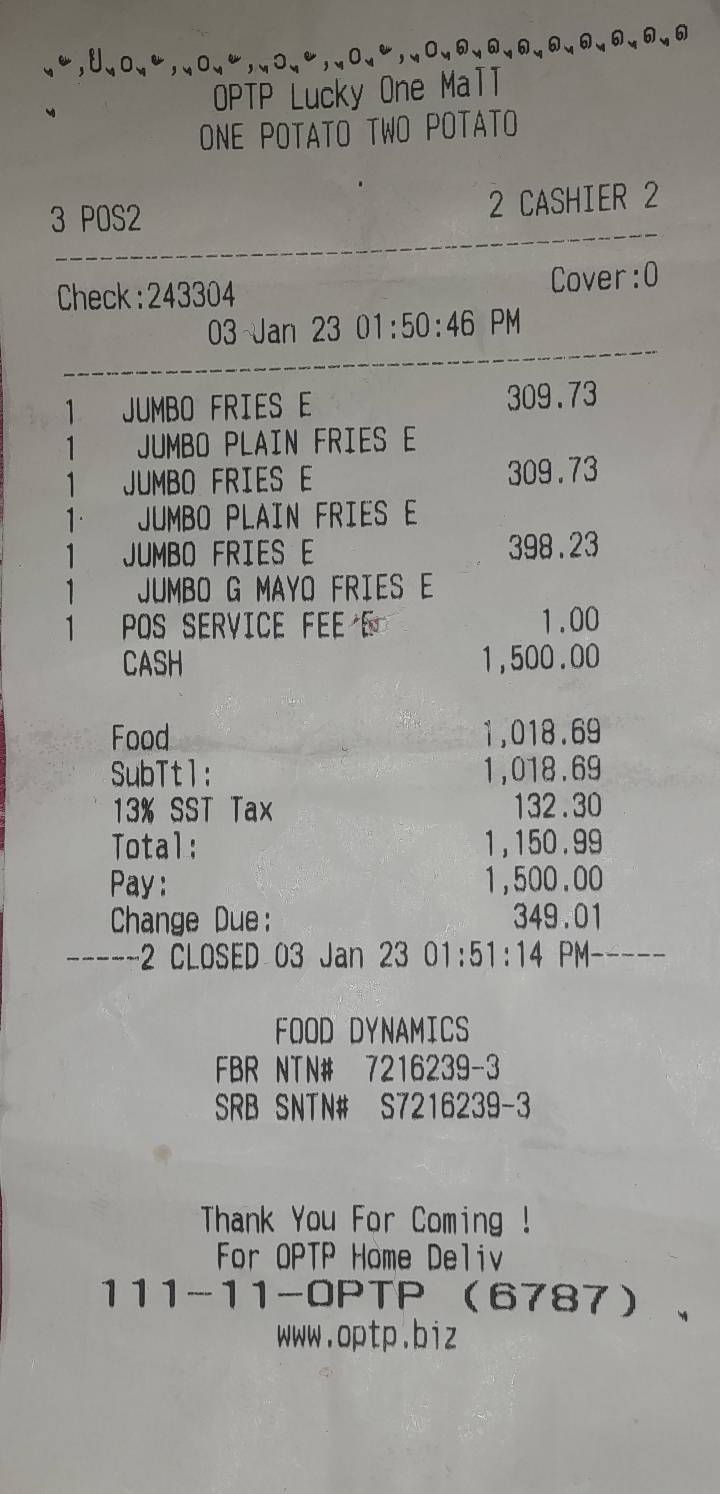 OPTP Lucky One Mall
ONE POTATO TWO POTATO
3 POS2 2 CASHIER 2
Check:243304 Cover:0
03 Jan 23 01:50:46 PM
1 JUMBO FRIES E 309.73
1 JUMBO PLAIN FRIES E
1 JUMBO FRIES E 309.73
1 JUMBO PLAIN FRIES E
1 JUMBO FRIES E 398.23
1 JUMBO G MAYO FRIES E
1 POS SERVICE FEE E 1.00
CASH 1,500.00
Food 1,018.69
SubTtl: 1,018.69
13% SST Tax 132.30
Total: 1,150.99
Pay: 1,500.00
Change Due: 349.01
-----2 CLOSED 03 Jan 23 01:51:14 PM-----
FOOD DYNAMICS
FBR NTN# 7216239-3
SRB SNTN# S7216239-3
Thank You For Coming !
For OPTP Home Deliv
111-11-OPTP (6787)
www.optp.biz